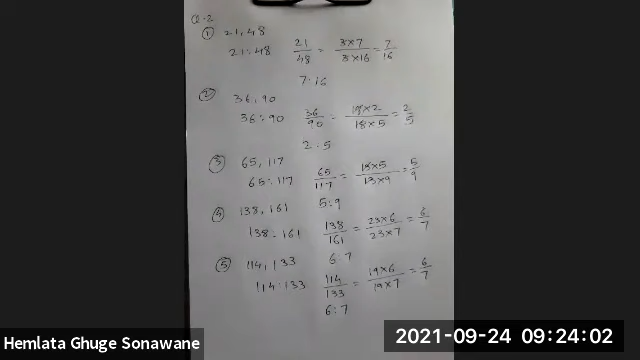 Q.2
① 21, 48
21:48 21/48 = 3×7/3×16 = 7/16
7:16
② 36, 90
36:90 36/90 = 18×2/18×5 = 2/5
2:5
③ 65, 117
65:117 65/117 = 13×5/13×9 = 5/9
5:9
④ 138, 161
138:161 138/161 = 23×6/23×7 = 6/7
6:7
⑤ 114, 133
114:133 114/133 = 19×6/19×7 = 6/7
6:7
Hemlata Ghuge Sonawane
2021-09-24 09:24:02